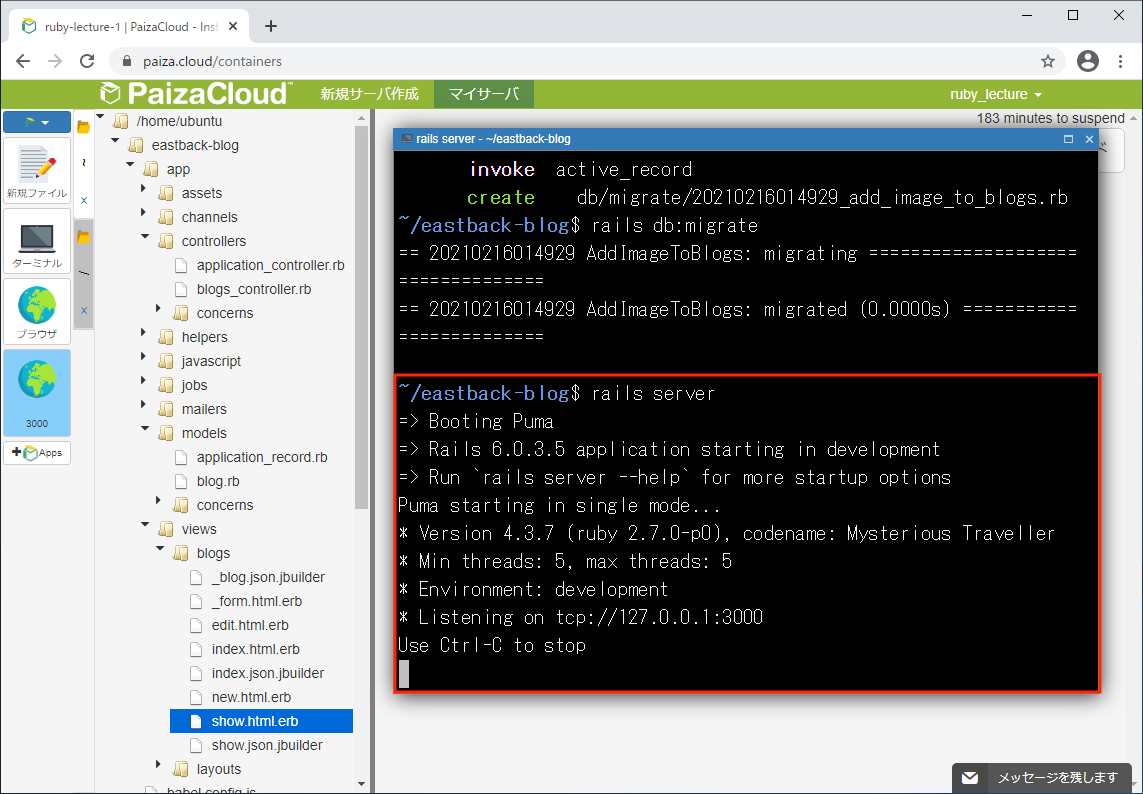 ruby-lecture-1 | PaizaCloud - Inst
paiza.cloud/containers
PaizaCloud™ 新規サーバ作成 マイサーバ ruby_lecture
183 minutes to suspend
新規ファイル
ターミナル
ブラウザ
3000
Apps
/home/ubuntu
eastback-blog
app
assets
channels
controllers
application_controller.rb
blogs_controller.rb
concerns
helpers
javascript
jobs
mailers
models
application_record.rb
blog.rb
concerns
views
blogs
_blog.json.jbuilder
_form.html.erb
edit.html.erb
index.html.erb
index.json.jbuilder
new.html.erb
show.html.erb
show.json.jbuilder
layouts
babel.config.js
rails server - ~/eastback-blog
invoke active_record
create db/migrate/20210216014929_add_image_to_blogs.rb
~/eastback-blog$ rails db:migrate
== 20210216014929 AddImageToBlogs: migrating ====================
==============
== 20210216014929 AddImageToBlogs: migrated (0.0000s) ===========
==============
~/eastback-blog$ rails server
=> Booting Puma
=> Rails 6.0.3.5 application starting in development
=> Run `rails server --help` for more startup options
Puma starting in single mode...
* Version 4.3.7 (ruby 2.7.0-p0), codename: Mysterious Traveller
* Min threads: 5, max threads: 5
* Environment: development
* Listening on tcp://127.0.0.1:3000
Use Ctrl-C to stop
メッセージを残します